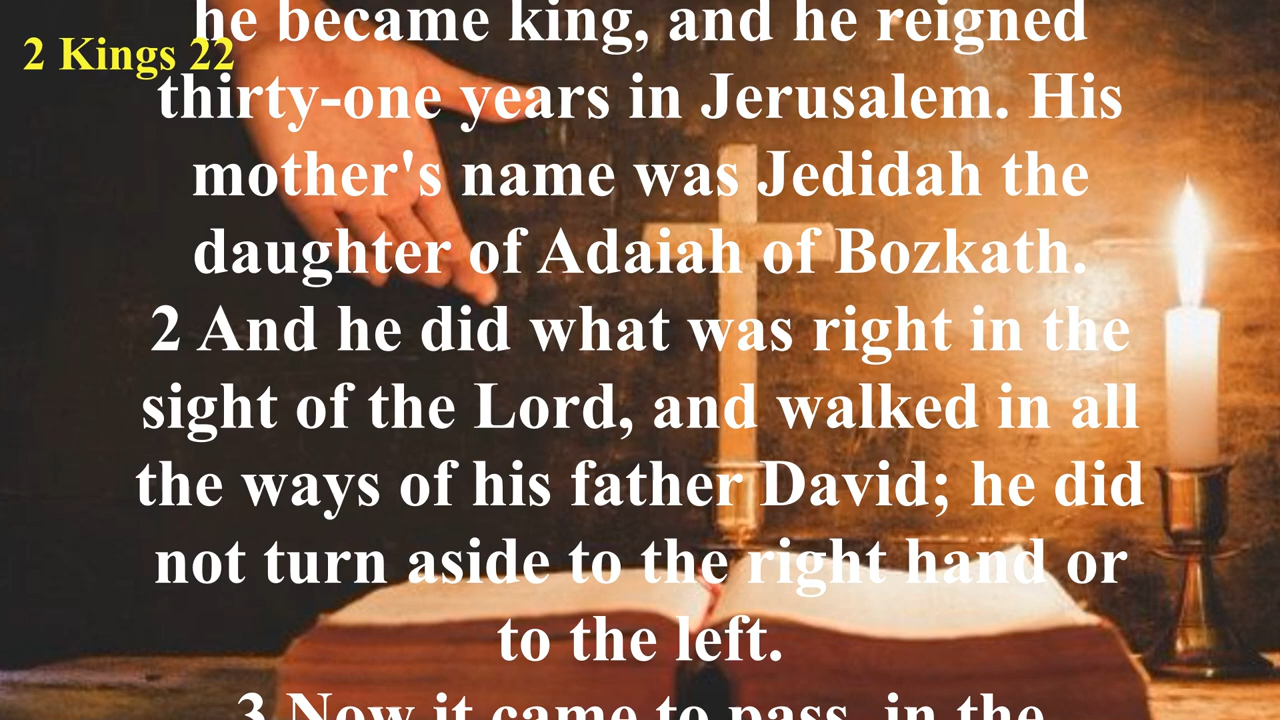 he became king, and he reigned
2 Kings 22
thirty-one years in Jerusalem. His
mother's name was Jedidah the
daughter of Adaiah of Bozkath.
2 And he did what was right in the
sight of the Lord, and walked in all
the ways of his father David; he did
not turn aside to the right hand or
to the left.
3 Now it came to pass, in the